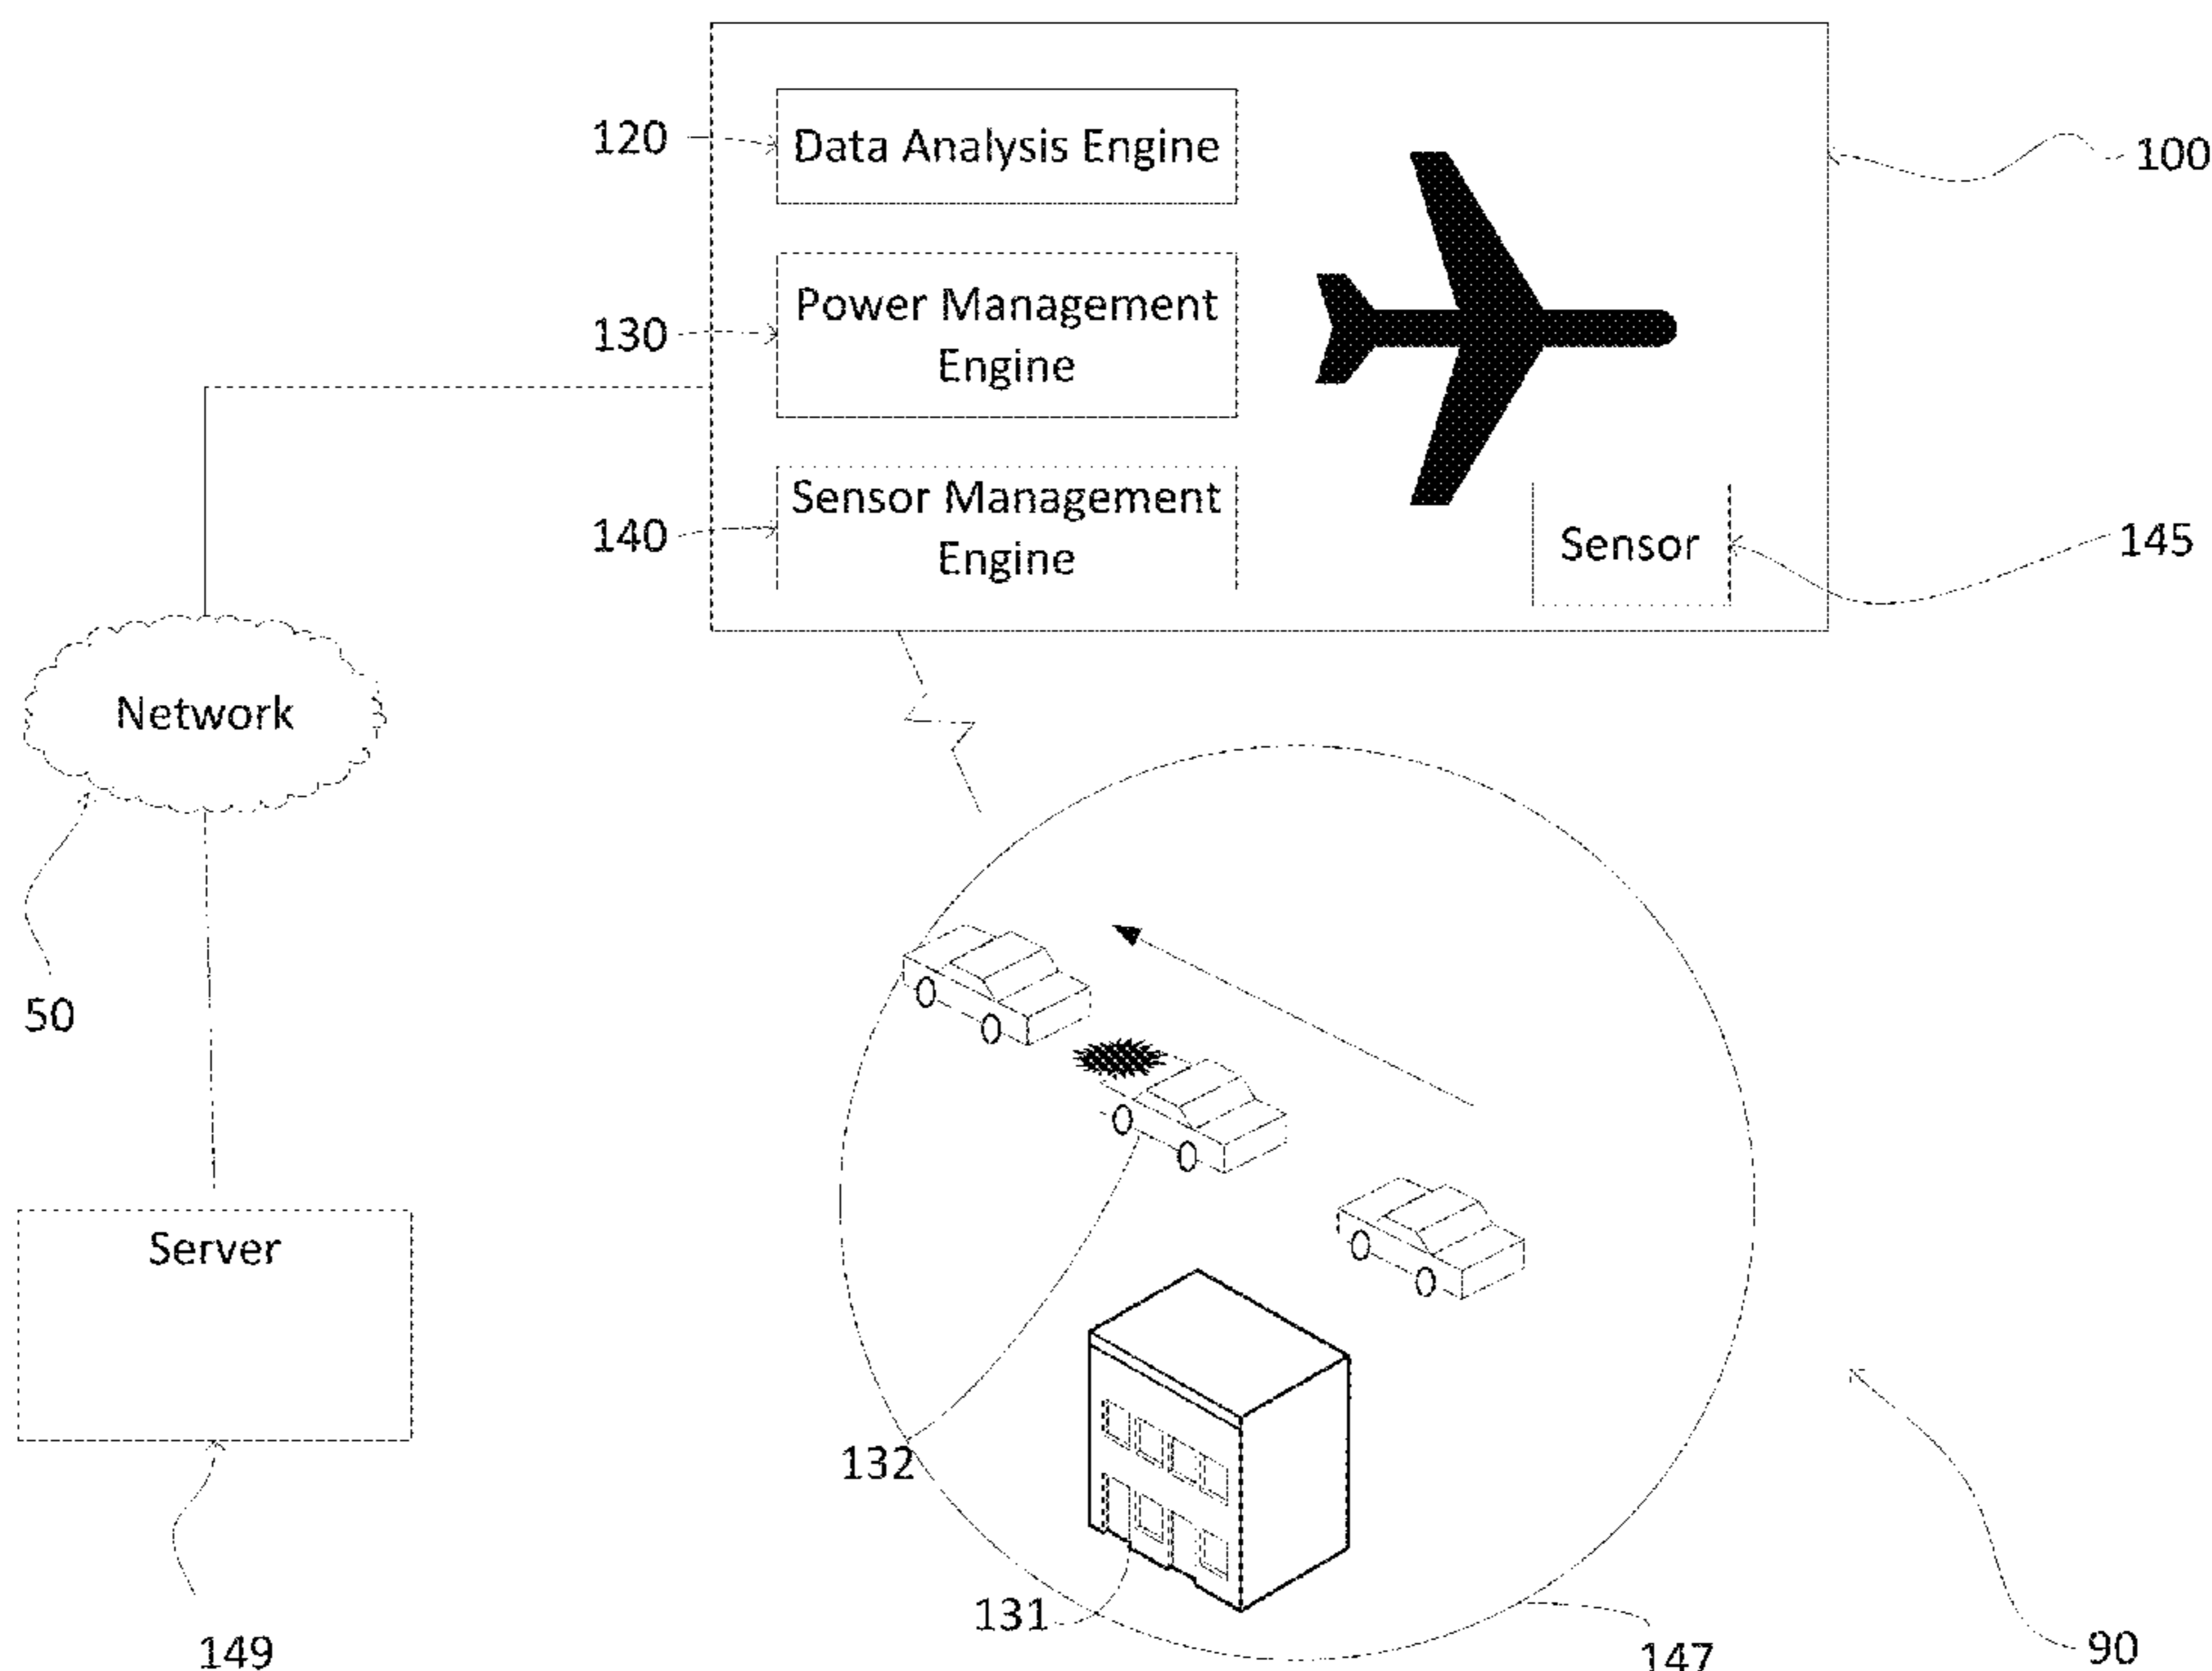 120
Data Analysis Engine
100
130
Power Management
Engine
140
Sensor Management
Engine
Sensor
145
Network
50
Server
132
131
149
147
90